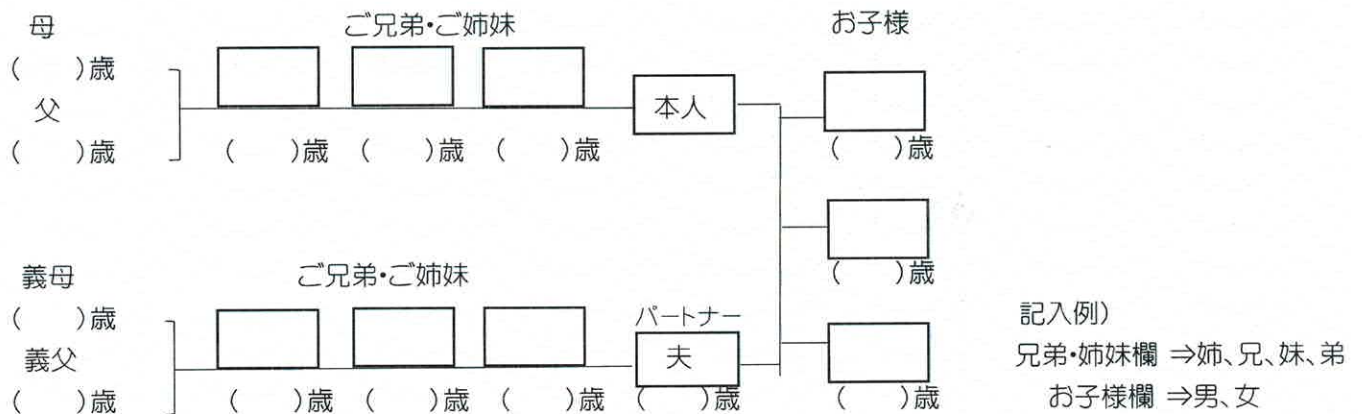 母 ご兄弟・ご姉妹 お子様
( )歳
父 本人
( )歳 ( )歳 ( )歳 ( )歳 ( )歳
( )歳
義母 ご兄弟・ご姉妹
( )歳 パートナー 記入例)
義父 夫 兄弟・姉妹欄 ⇒姉、兄、妹、弟
( )歳 ( )歳 ( )歳 ( )歳 ( )歳 ( )歳 お子様欄 ⇒男、女